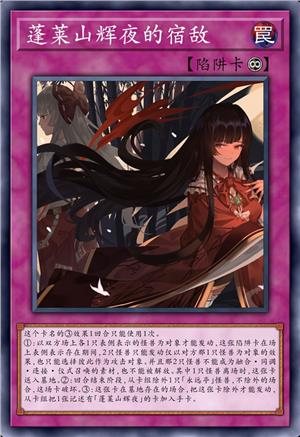 蓬莱山辉夜的宿敌
罠
【陷阱卡】
这个卡名的③效果1回合只能使用1次。
①:以双方场上各1只表侧表示的怪兽为对象才能发动,这张陷阱卡在场
上表侧表示存在期间,2只怪兽只能发动仅以对方那1只怪兽为对象的效
果,也只能选择彼此作为攻击对象,并且那2只怪兽不能成为融合·同调
·连接·仪式召唤的素材,也不能被解放,其中1只怪兽离场时,这张卡
送入墓地。②:回合结束阶段,从卡组除外1只「永远亭」怪兽,不除外的场
合,这场卡破坏。③:这张卡在墓地存在的场合,把这张卡除外才能发动,
从卡组把1张记述有「蓬莱山辉夜」的卡加入手卡。